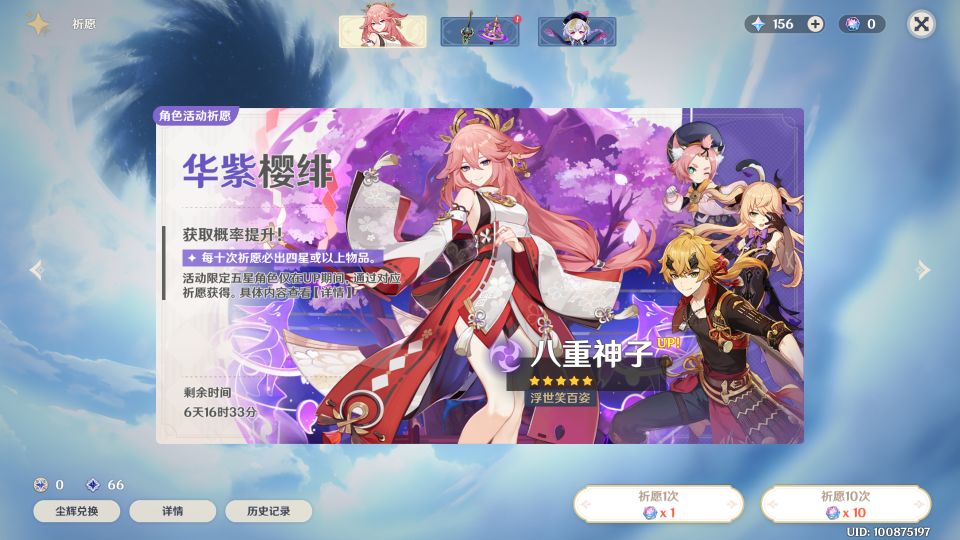 祈愿
156
0
角色活动祈愿
华紫樱绯
获取概率提升!
每十次祈愿必出四星或以上物品。
活动限定五星角色仅在UP期间,通过对应
祈愿获得。具体内容查看【详情】
剩余时间
6天16时33分
八重神子 UP!
浮世笑百姿
0
66
尘辉兑换
详情
历史记录
祈愿1次
x 1
祈愿10次
x 10
UID: 100875197